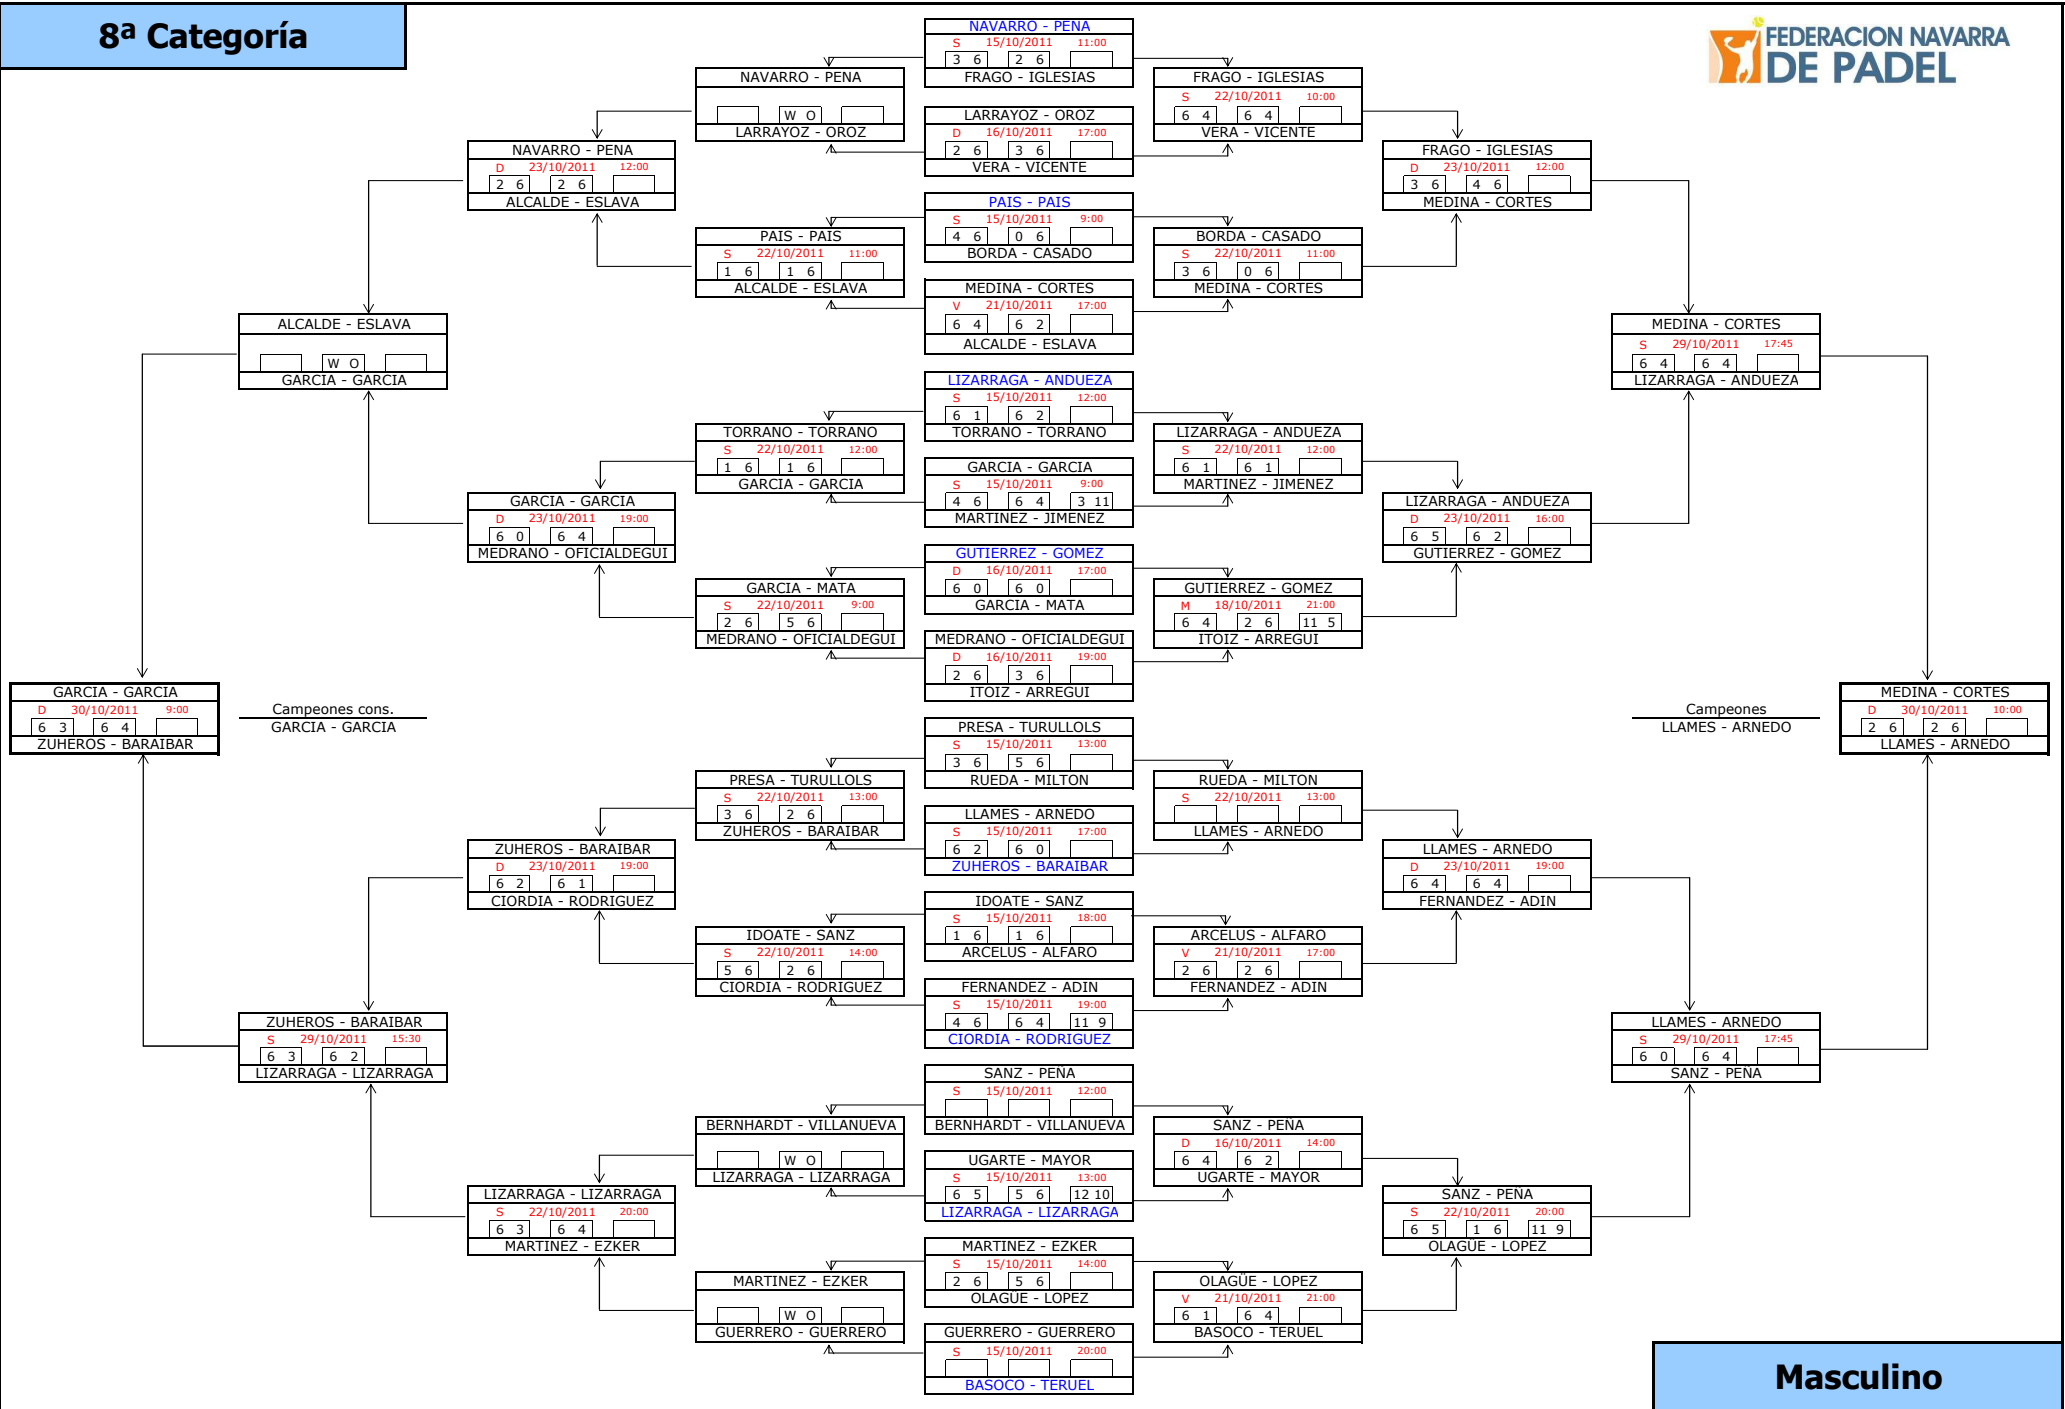 8ª Categoría
FEDERACION NAVARRA
DE PADEL
NAVARRO - PENA
S 15/10/2011 11:00
3 6 2 6
FRAGO - IGLESIAS
LARRAYOZ - OROZ
D 16/10/2011 17:00
2 6 3 6
VERA - VICENTE
PAIS - PAIS
S 15/10/2011 9:00
4 6 0 6
BORDA - CASADO
MEDINA - CORTES
V 21/10/2011 17:00
6 4 6 2
ALCALDE - ESLAVA
LIZARRAGA - ANDUEZA
S 15/10/2011 12:00
6 1 6 2
TORRANO - TORRANO
GARCIA - GARCIA
S 15/10/2011 9:00
4 6 6 4 3 11
MARTINEZ - JIMENEZ
GUTIERREZ - GOMEZ
D 16/10/2011 17:00
6 0 6 0
GARCIA - MATA
MEDRANO - OFICIALDEGUI
D 16/10/2011 19:00
2 6 3 6
ITOIZ - ARREGUI
PRESA - TURULLOLS
S 15/10/2011 13:00
3 6 5 6
RUEDA - MILTON
LLAMES - ARNEDO
S 15/10/2011 17:00
6 2 6 0
ZUHEROS - BARAIBAR
IDOATE - SANZ
S 15/10/2011 18:00
1 6 1 6
ARCELUS - ALFARO
FERNANDEZ - ADIN
S 15/10/2011 19:00
4 6 6 4 11 9
CIORDIA - RODRIGUEZ
SANZ - PEÑA
S 15/10/2011 12:00
BERNHARDT - VILLANUEVA
UGARTE - MAYOR
S 15/10/2011 13:00
6 5 5 6 12 10
LIZARRAGA - LIZARRAGA
MARTINEZ - EZKER
S 15/10/2011 14:00
2 6 5 6
OLAGÜE - LOPEZ
GUERRERO - GUERRERO
S 15/10/2011 20:00
BASOCO - TERUEL
NAVARRO - PENA
W O
LARRAYOZ - OROZ
PAIS - PAIS
S 22/10/2011 11:00
1 6 1 6
ALCALDE - ESLAVA
TORRANO - TORRANO
S 22/10/2011 12:00
1 6 1 6
GARCIA - GARCIA
GARCIA - MATA
S 22/10/2011 9:00
2 6 5 6
MEDRANO - OFICIALDEGUI
PRESA - TURULLOLS
S 22/10/2011 13:00
3 6 2 6
ZUHEROS - BARAIBAR
IDOATE - SANZ
S 22/10/2011 14:00
5 6 2 6
CIORDIA - RODRIGUEZ
BERNHARDT - VILLANUEVA
W O
LIZARRAGA - LIZARRAGA
MARTINEZ - EZKER
W O
GUERRERO - GUERRERO
NAVARRO - PENA
D 23/10/2011 12:00
2 6 2 6
ALCALDE - ESLAVA
GARCIA - GARCIA
D 23/10/2011 19:00
6 0 6 4
MEDRANO - OFICIALDEGUI
ZUHEROS - BARAIBAR
D 23/10/2011 19:00
6 2 6 1
CIORDIA - RODRIGUEZ
LIZARRAGA - LIZARRAGA
S 22/10/2011 20:00
6 3 6 4
MARTINEZ - EZKER
ALCALDE - ESLAVA
W O
GARCIA - GARCIA
ZUHEROS - BARAIBAR
S 29/10/2011 15:30
6 3 6 2
LIZARRAGA - LIZARRAGA
GARCIA - GARCIA
D 30/10/2011 9:00
6 3 6 4
ZUHEROS - BARAIBAR
Campeones cons.
GARCIA - GARCIA
FRAGO - IGLESIAS
S 22/10/2011 10:00
6 4 6 4
VERA - VICENTE
BORDA - CASADO
S 22/10/2011 11:00
3 6 0 6
MEDINA - CORTES
LIZARRAGA - ANDUEZA
S 22/10/2011 12:00
6 1 6 1
MARTINEZ - JIMENEZ
GUTIERREZ - GOMEZ
M 18/10/2011 21:00
6 4 2 6 11 5
ITOIZ - ARREGUI
RUEDA - MILTON
S 22/10/2011 13:00
LLAMES - ARNEDO
ARCELUS - ALFARO
V 21/10/2011 17:00
2 6 2 6
FERNANDEZ - ADIN
SANZ - PEÑA
D 16/10/2011 14:00
6 4 6 2
UGARTE - MAYOR
OLAGÜE - LOPEZ
V 21/10/2011 21:00
6 1 6 4
BASOCO - TERUEL
FRAGO - IGLESIAS
D 23/10/2011 12:00
3 6 4 6
MEDINA - CORTES
LIZARRAGA - ANDUEZA
D 23/10/2011 16:00
6 5 6 2
GUTIERREZ - GOMEZ
LLAMES - ARNEDO
D 23/10/2011 19:00
6 4 6 4
FERNANDEZ - ADIN
SANZ - PEÑA
S 22/10/2011 20:00
6 5 1 6 11 9
OLAGÜE - LOPEZ
MEDINA - CORTES
S 29/10/2011 17:45
6 4 6 4
LIZARRAGA - ANDUEZA
LLAMES - ARNEDO
S 29/10/2011 17:45
6 0 6 4
SANZ - PEÑA
Campeones
LLAMES - ARNEDO
MEDINA - CORTES
D 30/10/2011 10:00
2 6 2 6
LLAMES - ARNEDO
Masculino